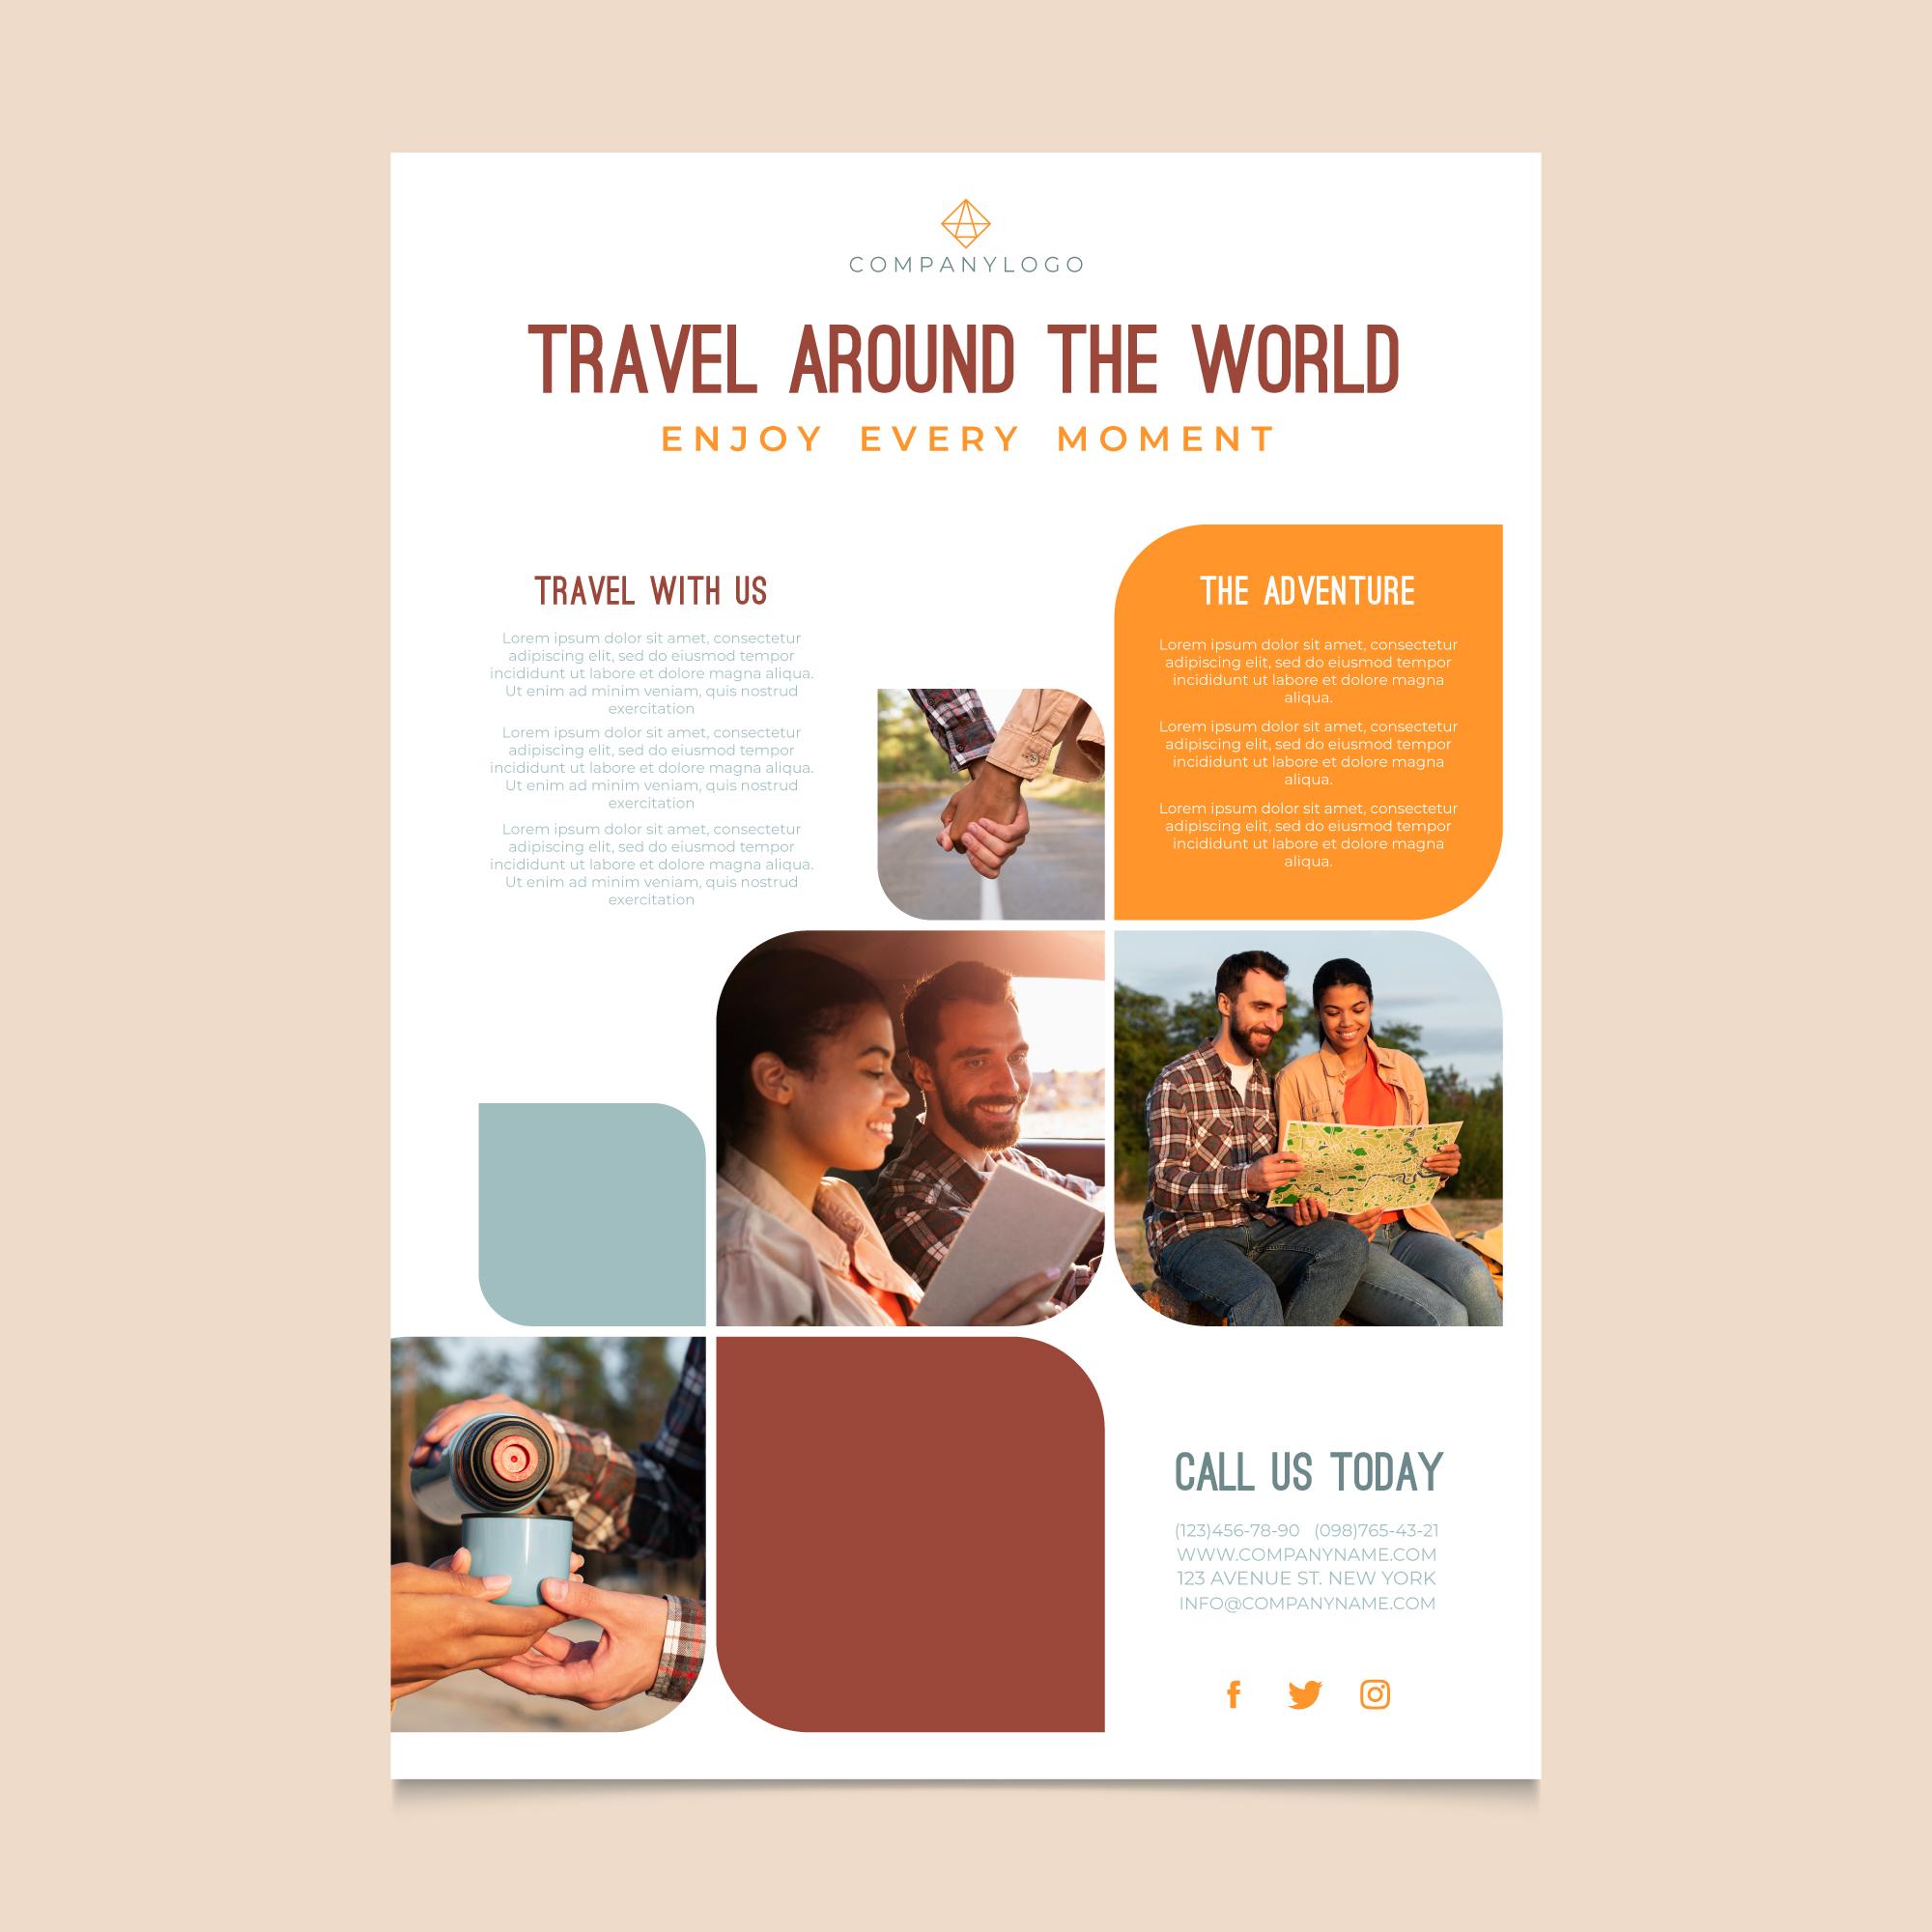 COMPANYLOGO
TRAVEL AROUND THE WORLD
ENJOY EVERY MOMENT
TRAVEL WITH US
Lorem ipsum dolor sit amet, consectetur
adipiscing elit, sed do eiusmod tempor
incididunt ut labore et dolore magna aliqua.
Ut enim ad minim veniam, quis nostrud
exercitation
Lorem ipsum dolor sit amet, consectetur
adipiscing elit, sed do eiusmod tempor
incididunt ut labore et dolore magna aliqua.
Ut enim ad minim veniam, quis nostrud
exercitation
Lorem ipsum dolor sit amet, consectetur
adipiscing elit, sed do eiusmod tempor
incididunt ut labore et dolore magna aliqua.
Ut enim ad minim veniam, quis nostrud
exercitation
THE ADVENTURE
Lorem ipsum dolor sit amet, consectetur
adipiscing elit, sed do eiusmod tempor
incididunt ut labore et dolore magna
aliqua.
Lorem ipsum dolor sit amet, consectetur
adipiscing elit, sed do eiusmod tempor
incididunt ut labore et dolore magna
aliqua.
Lorem ipsum dolor sit amet, consectetur
adipiscing elit, sed do eiusmod tempor
incididunt ut labore et dolore magna
aliqua.
CALL US TODAY
(123)456-78-90 (098)765-43-21
WWW.COMPANYNAME.COM
123 AVENUE ST. NEW YORK
INFO@COMPANYNAME.COM